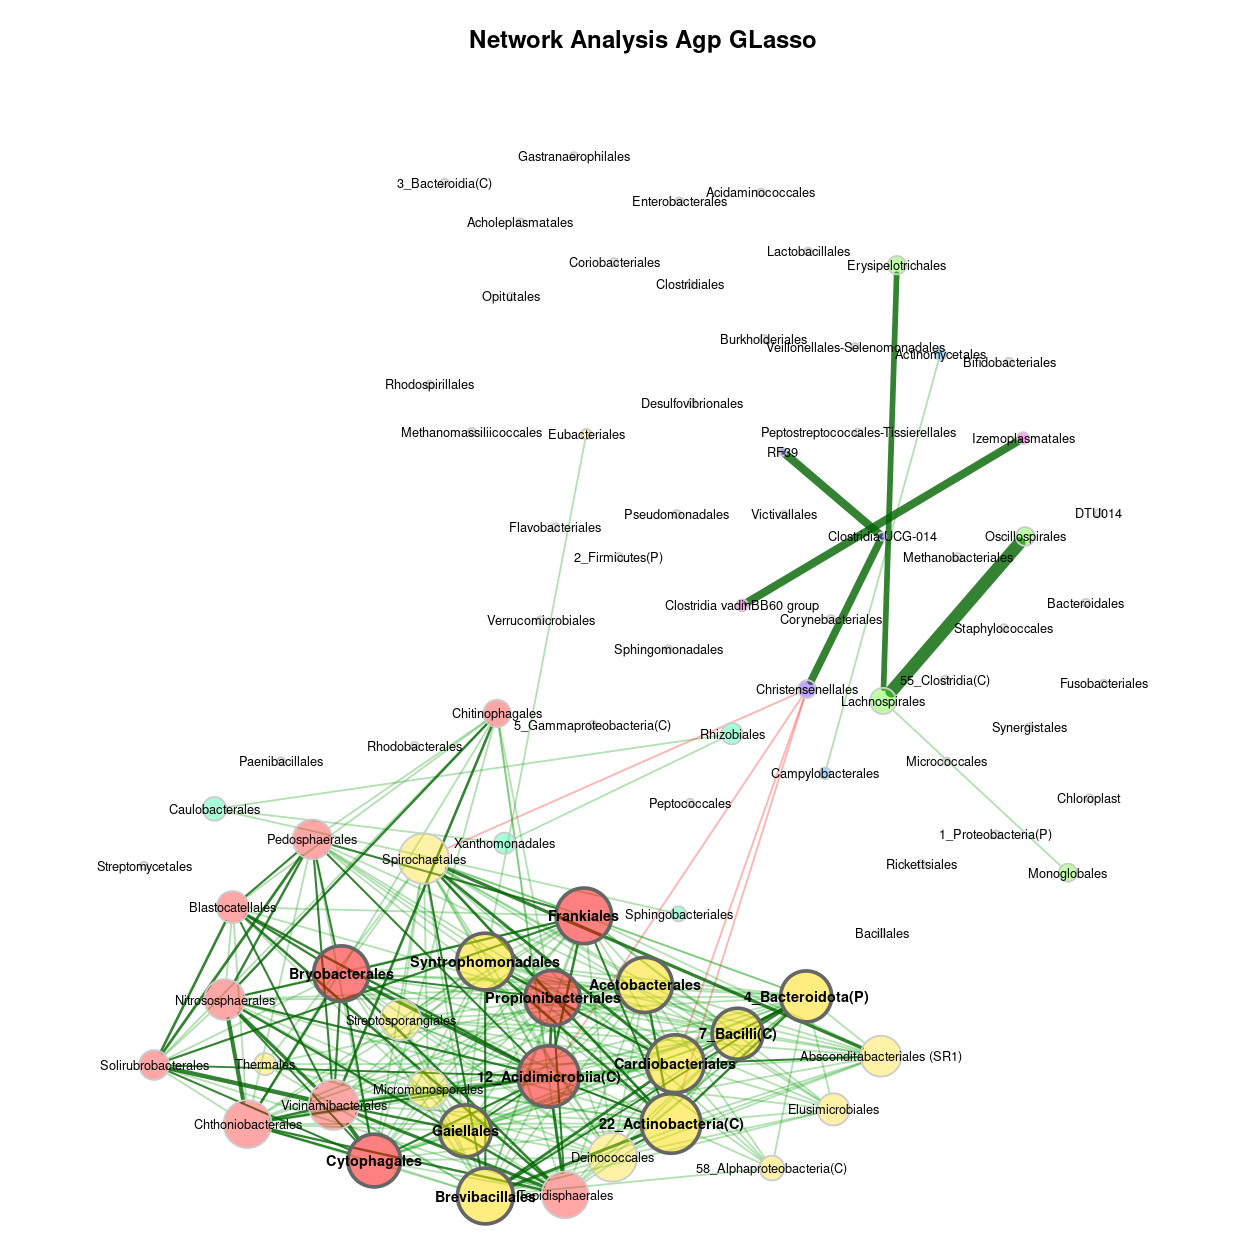 Network Analysis Agp GLasso
Gastranaerophilales
3_Bacteroidia(C)
Acidaminococcales
Enterobacterales
Acholeplasmatales
Lactobacillales
Coriobacteriales
Erysipelotrichales
Clostridiales
Opitutales
Burkholderiales
Veillonellales-Selenomonadales
Actinomycetales
Bifidobacteriales
Rhodospirillales
Desulfovibrionales
Methanomassiliicoccales
Eubacteriales
Peptostreptococcales-Tissierellales
Izemoplasmatales
RF39
Pseudomonadales
Victivallales
DTU014
Flavobacteriales
Clostridia UCG-014
Oscillospirales
2_Firmicutes(P)
Methanobacteriales
Clostridia vadinBB60 group
Bacteroidales
Verrucomicrobiales
Corynebacteriales
Staphylococcales
Sphingomonadales
55_Clostridia(C)
Fusobacteriales
Christensenellales
Lachnospirales
Chitinophagales
5_Gammaproteobacteria(C)
Rhizobiales
Synergistales
Rhodobacterales
Paenibacillales
Micrococcales
Campylobacterales
Chloroplast
Peptococcales
Caulobacterales
1_Proteobacteria(P)
Pedosphaerales
Xanthomonadales
Spirochaetales
Streptomycetales
Rickettsiales
Monoglobales
Blastocatellales
Frankiales
Sphingobacteriales
Bacillales
Syntrophomonadales
Bryobacterales
Acetobacterales
4_Bacteroidota(P)
Propionibacteriales
Nitrososphaerales
Streptosporangiales
7_Bacilli(C)
Absconditabacteriales (SR1)
Solirubrobacterales
Thermales
Cardiobacteriales
12_Acidimicrobiia(C)
Micromonosporales
Vicinamibacterales
Elusimicrobiales
Chthoniobacterales
22_Actinobacteria(C)
Gaiellales
Deinococcales
Cytophagales
58_Alphaproteobacteria(C)
Brevibacillales
Tepidisphaerales